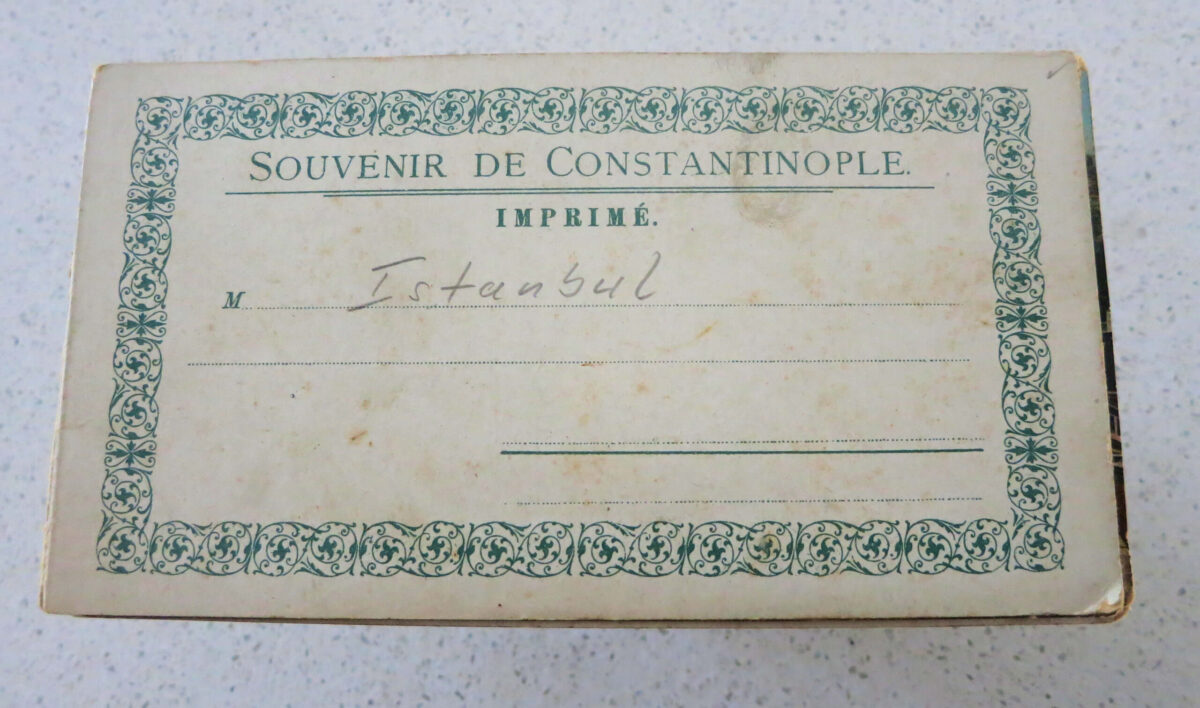 SOUVENIR DE CONSTANTINOPLE.
IMPRIMÉ.
M Istanbul